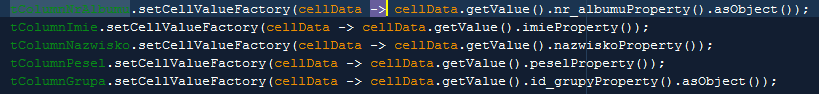 .setCellValueFactory(cellData -> cellData.getValue().nr_albumuProperty().asObject());
tColumnImie.setCellValueFactory(cellData -> cellData.getValue().imieProperty());
tColumnNazwisko.setCellValueFactory(cellData -> cellData.getValue().nazwiskoProperty());
tColumnPesel.setCellValueFactory(cellData -> cellData.getValue().peselProperty());
tColumnGrupa.setCellValueFactory(cellData -> cellData.getValue().id_grupyProperty().asObject());